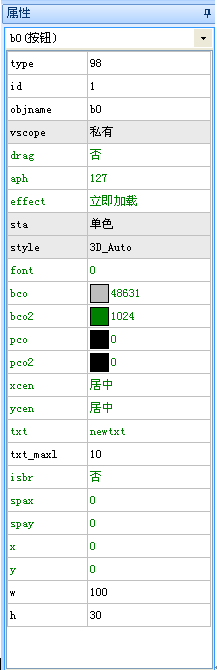 属性
b0(按钮)
type 98
id 1
objname b0
vscope 私有
drag 否
aph 127
effect 立即加载
sta 单色
style 3D_Auto
font 0
bco 48631
bco2 1024
pco 0
pco2 0
xcen 居中
ycen 居中
txt newtxt
txt_maxl 10
isbr 否
spax 0
spay 0
x 0
y 0
w 100
h 30